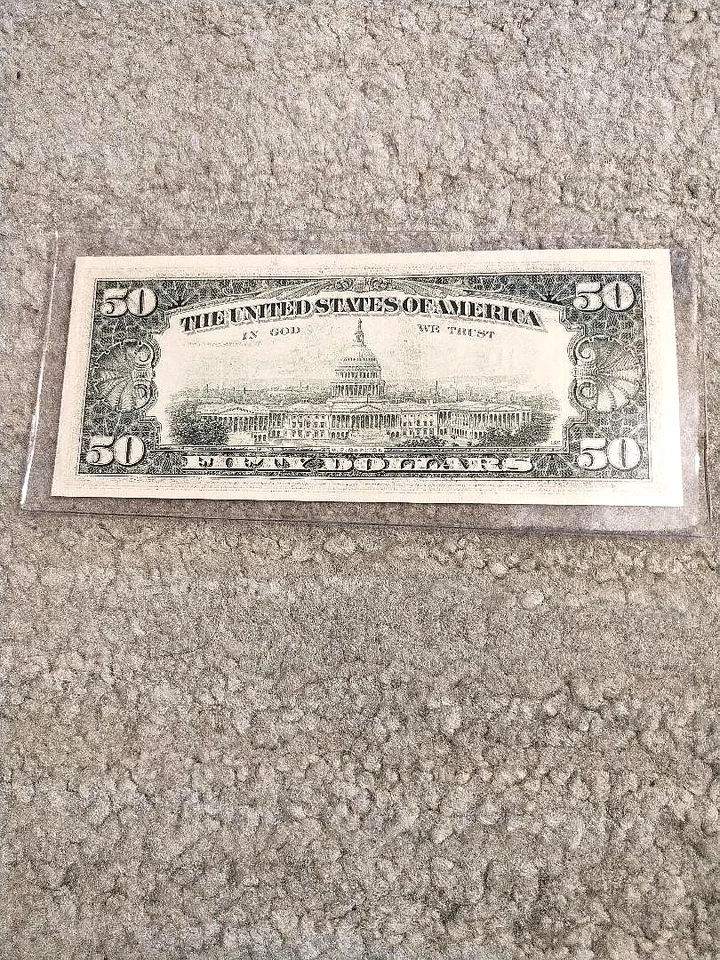 50 50
THE UNITED STATES OF AMERICA
IN GOD WE TRUST
50 50
FIFTY DOLLARS